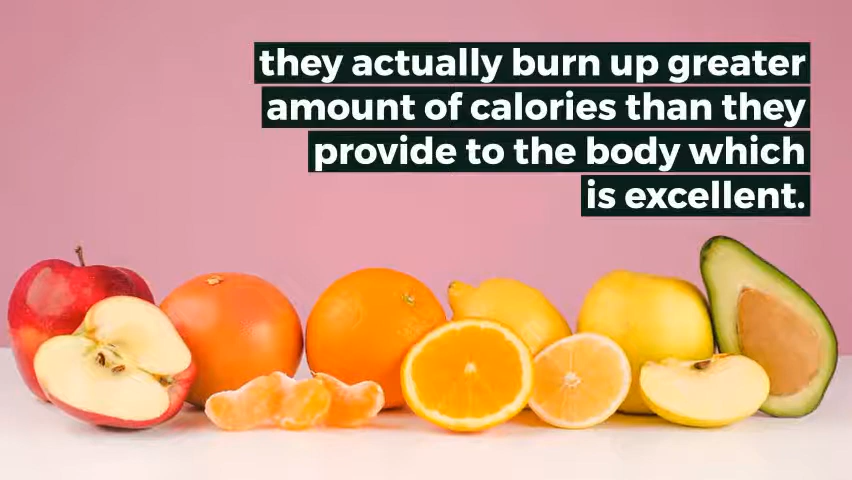 they actually burn up greater
amount of calories than they
provide to the body which
is excellent.